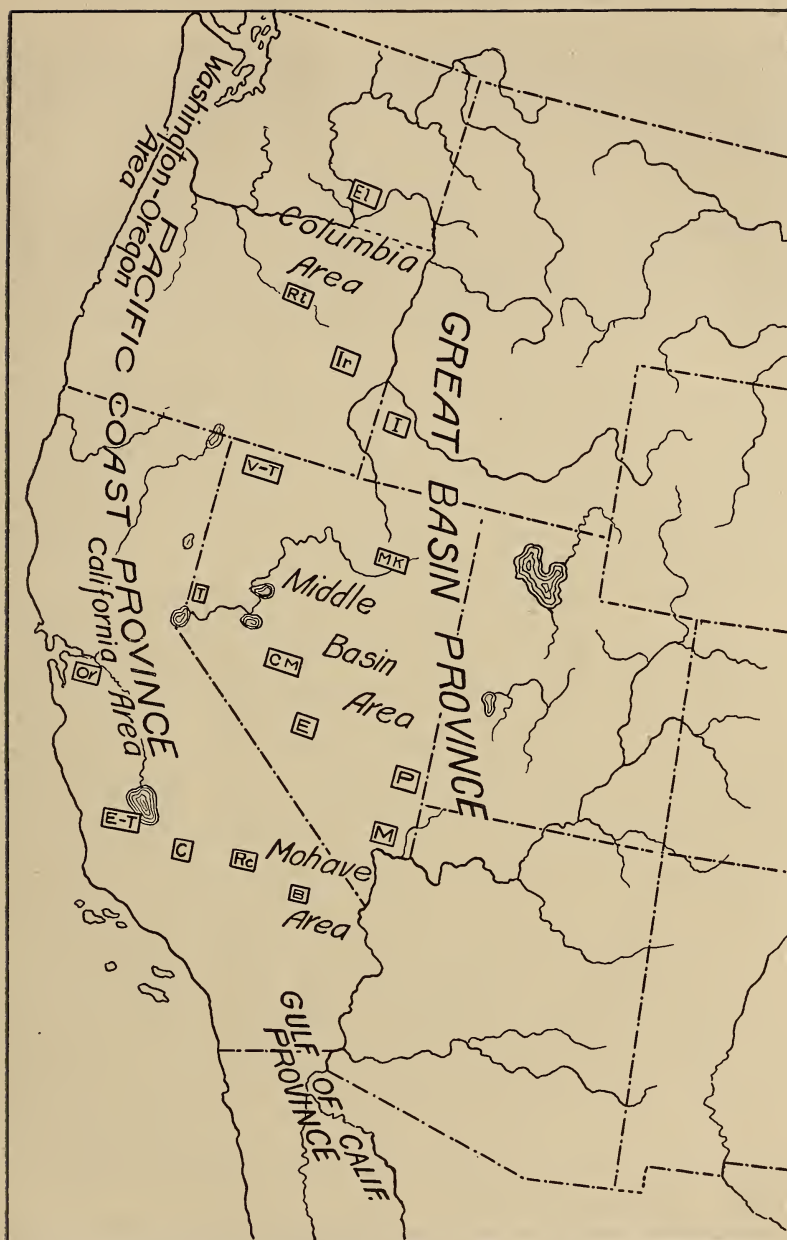 Washington-Oregon
Area
PACIFIC COAST PROVINCE
California Area
Columbia
Area
GREAT BASIN PROVINCE
Middle
Basin
Area
Mohave
Area
GULF OF CALIF.
PROVINCE
El
Rt
Ir
I
V-T
MK
T
CM
E
P
M
Or
E-T
C
Rc
B